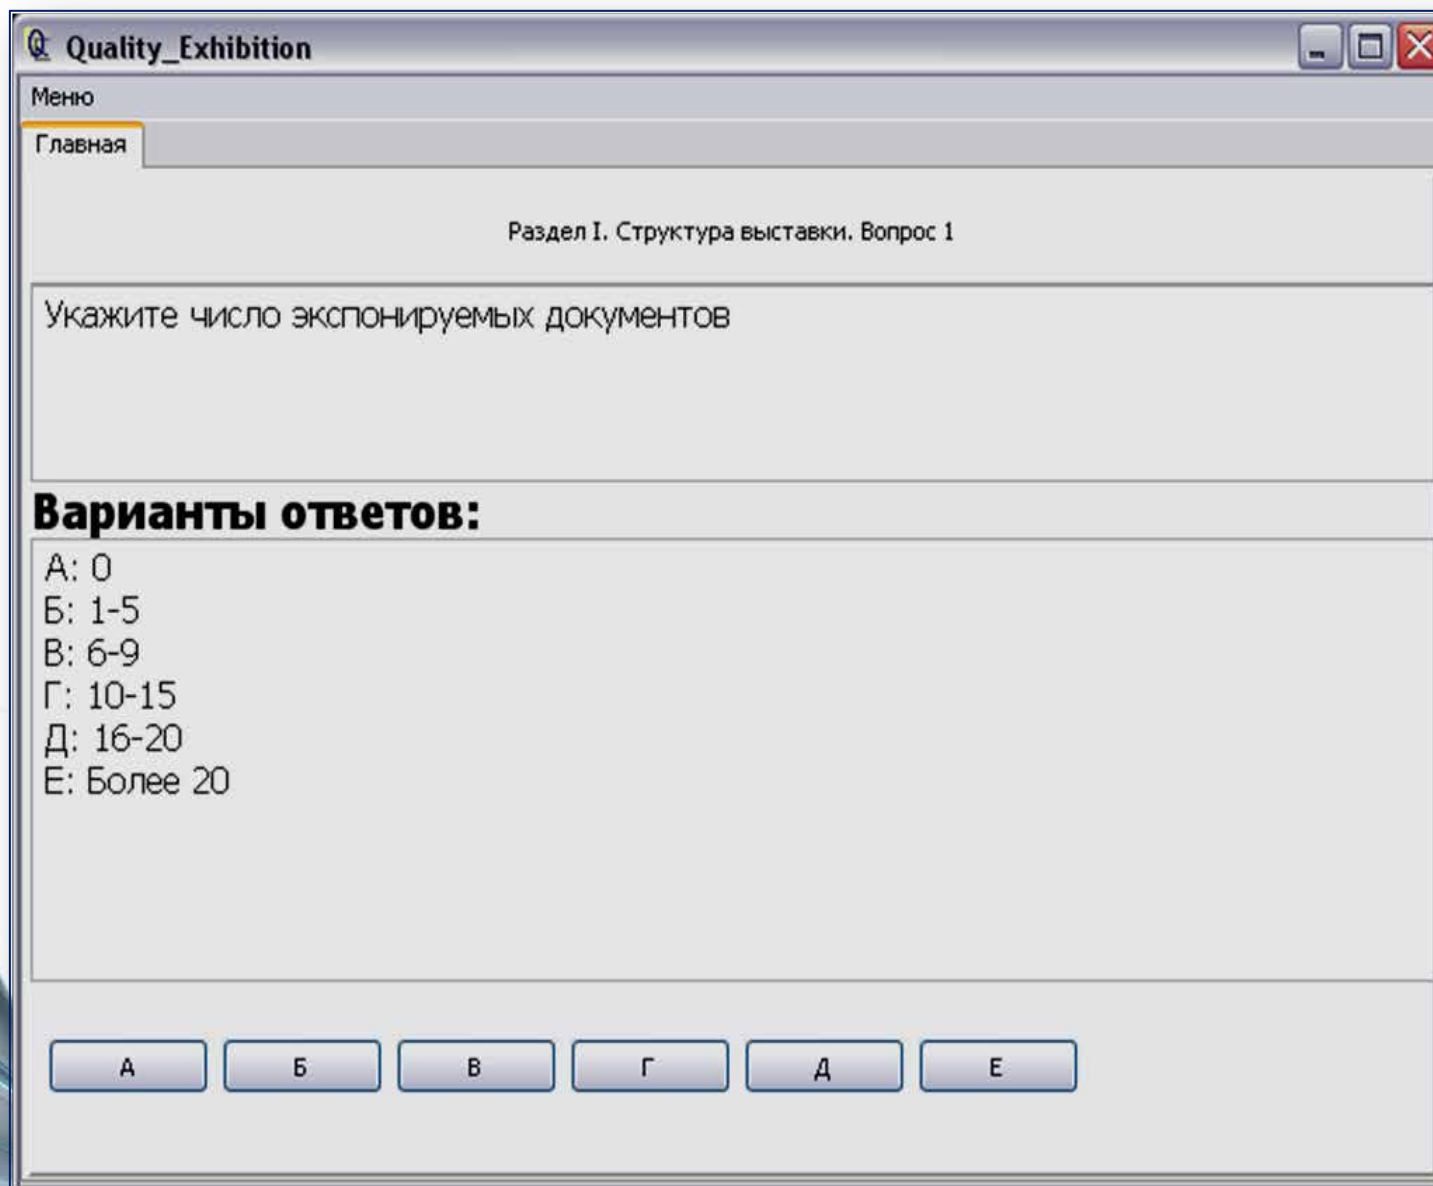 Quality_Exhibition
Меню
Главная
Раздел I. Структура выставки. Вопрос 1
Укажите число экспонируемых документов
Варианты ответов:
А: 0
Б: 1-5
В: 6-9
Г: 10-15
Д: 16-20
Е: Более 20
А Б В Г Д Е